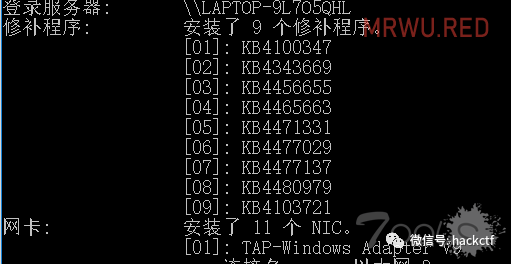 登录服务器:      \\LAPTOP-9L7O5QHL
修补程序:        安装了 9 个修补程序。
MRWU.RED
[01]: KB4100347
[02]: KB4343669
[03]: KB4456655
[04]: KB4465663
[05]: KB4471331
[06]: KB4477029
[07]: KB4477137
[08]: KB4480979
[09]: KB4103721
网卡:            安装了 11 个 NIC。
[01]: TAP-Windows Adapter V9
微信号: hackctf